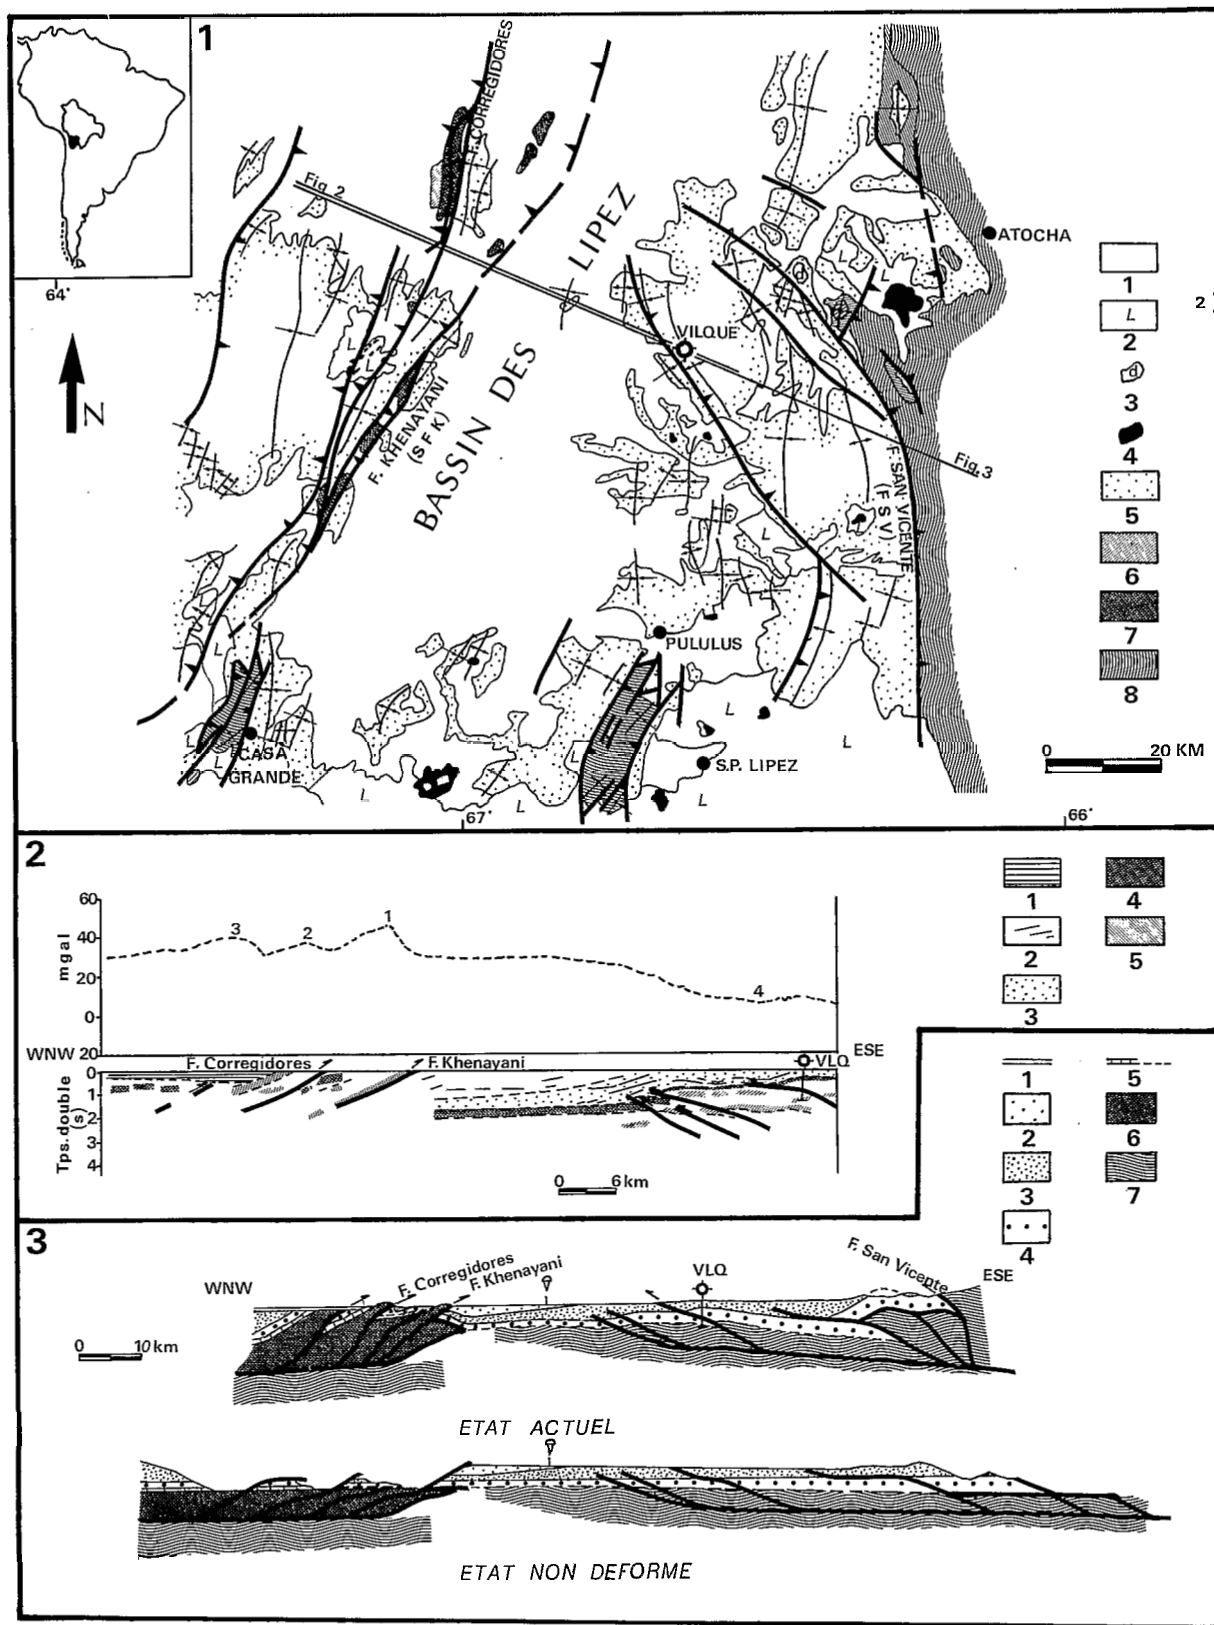 1
64°
N
Fig. 2
F. CORREGIDORES
F. KHENAYANI
(S F K)
BASSIN DES LIPEZ
VILQUE
ATOCHA
Fig.3
F. SAN VICENTE
(F S V)
PULULUS
S.P. LIPEZ
CASA
GRANDE
L
L
L
L
L
L
L
L
L
L
L
L
L
d
d
67°
66°
1
L
2
d
3
4
5
6
7
8
2
0 20 KM
2
60
40
20
0
20
mgal
3
2
1
4
WNW
ESE
F. Corregidores
F. Khenayani
VLQ
0
1
2
3
4
Tps. double
(s)
0 6 km
1
2
3
4
5
1
2
3
4
5
6
7
3
WNW
F. Corregidores
F. Khenayani
VLQ
F. San Vicente
ESE
0 10 km
ETAT ACTUEL
ETAT NON DEFORME